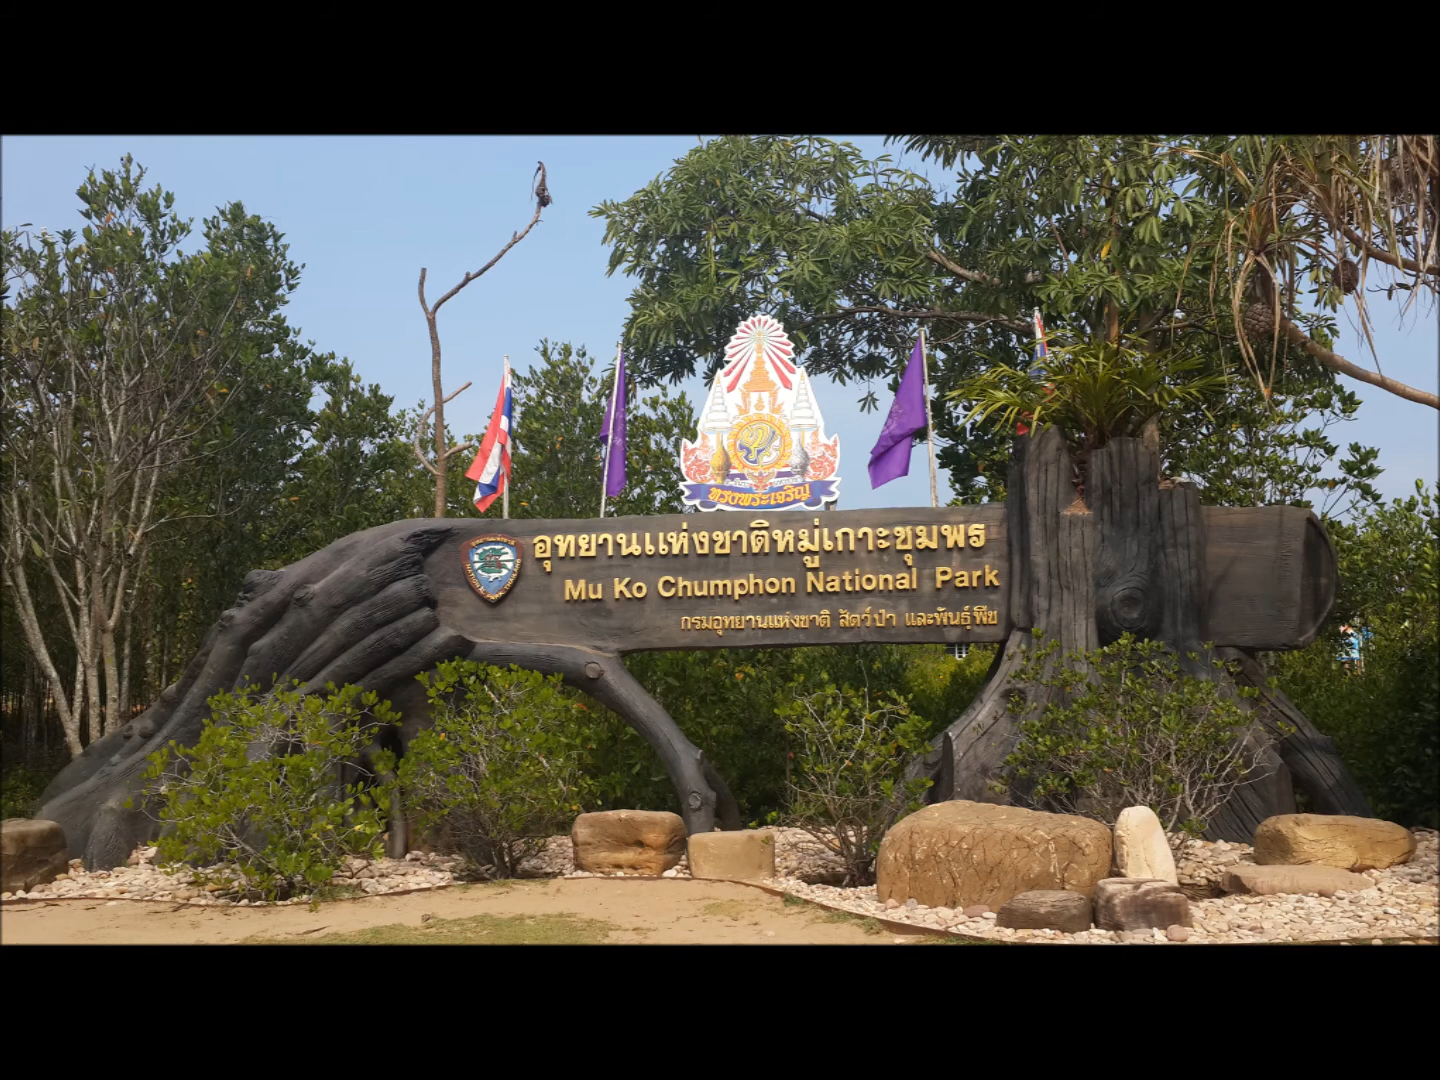 ทรงพระเจริญ
อุทยานแห่งชาติหมู่เกาะชุมพร
Mu Ko Chumphon National Park
กรมอุทยานแห่งชาติ สัตว์ป่า และพันธุ์พืช